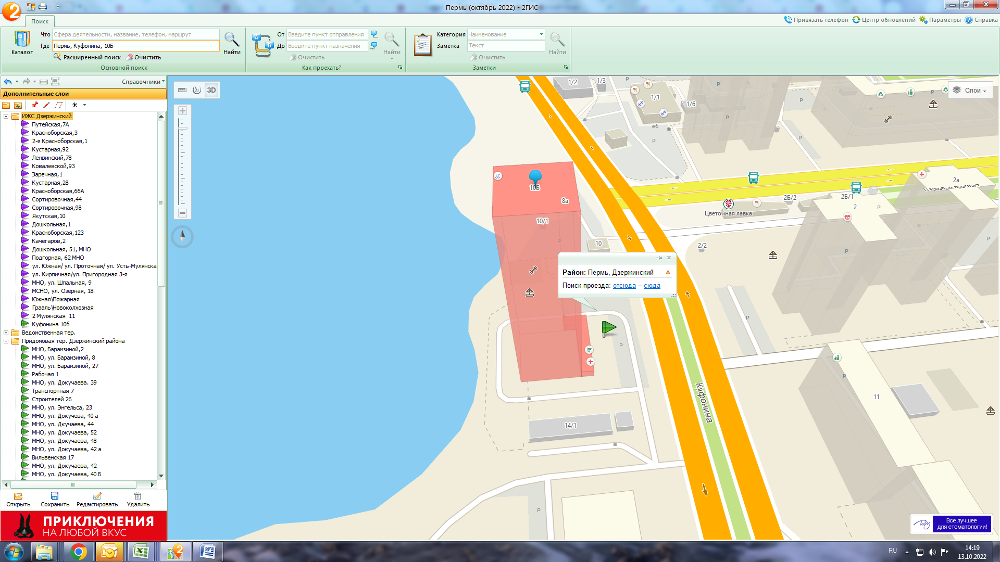 Пермь (октябрь 2022) - 2ГИС
Поиск
Привязать телефон
Центр обновлений
Параметры
Справка
Каталог
Что
Сфера деятельности, название, телефон, маршрут
Где
Пермь, Куфонина, 10Б
Расширенный поиск
Очистить
Найти
Основной поиск
От
Введите пункт отправления
До
Введите пункт назначения
Очистить
Найти
Как проехать?
Категория
Наименование
Заметка
Текст
Очистить
Найти
Заметки
Справочники
Дополнительные слои
ИЖС Дзержинский
Путейская,7А
Красноборская,3
2-я Красноборская,1
Кустарная,92
Ленвинский,78
Ковалевской,93
Заречная,1
Кустарная,28
Красноборская,66А
Сортировочная,44
Сортировочная,98
Якутская,10
Дошкольная,1
Красноборская,123
Качегаров,2
Дошкольная, 51, МНО
Подгорная, 62 МНО
ул. Южная/ ул. Проточная/ ул. Усть-Мулянска
ул. Кирпичная/ул. Пригородная 3-я
МНО, ул. Шпальная, 9
МСНО, ул. Озерная, 18
Южная\Пожарная
Грааль\Новоколхозная
2 Мулянская 11
Куфонина 10б
Ведомственная тер.
Придомовая тер. Дзержинский района
МНО, Барамзиной,2
МНО, ул. Барамзиной, 8
МНО, ул. Барамзиной, 27
Рабочая 1
МНО, ул. Докучаева. 39
Транспортная 7
Строителей 26
МНО, ул. Энгельса, 23
МНО, ул. Докучева, 40 а
МНО, ул. Дкучаева, 44
МНО, ул. Докучаева, 52
МНО, ул. Докучаева, 48
МНО, ул. Докучаева, 42 а
Вильвенская 17
МНО, ул. Докучаева, 42
МНО, ул. Докучаева, 40 Б
Открыть
Сохранить
Редактировать
Удалить
ПРИКЛЮЧЕНИЯ
НА ЛЮБОЙ ВКУС
3D
Слои
1/2
1/3
1/1
1/6
P
P
P
P
P
P
P
10Б
8а
10/1
P
10
Цветочная лавка
2Б/2
2Б/1
2
P
2а
Парковый проспект
2/2
P
P
P
Район: Пермь, Дзержинский
Поиск проезда: отсюда – сюда
P
P
Куфонина
11
14/1
P
Все лучшее
для стоматологии!
RU
14:19
13.10.2022